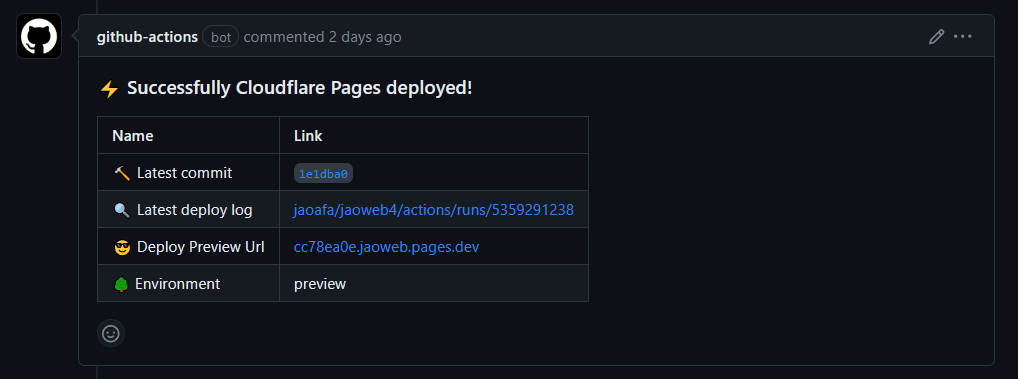 github-actions bot commented 2 days ago
⚡ Successfully Cloudflare Pages deployed!
Name Link
🔨 Latest commit 1e1dba0
🔍 Latest deploy log jaoafa/jaoweb4/actions/runs/5359291238
😎 Deploy Preview Url cc78ea0e.jaoweb.pages.dev
🌳 Environment preview